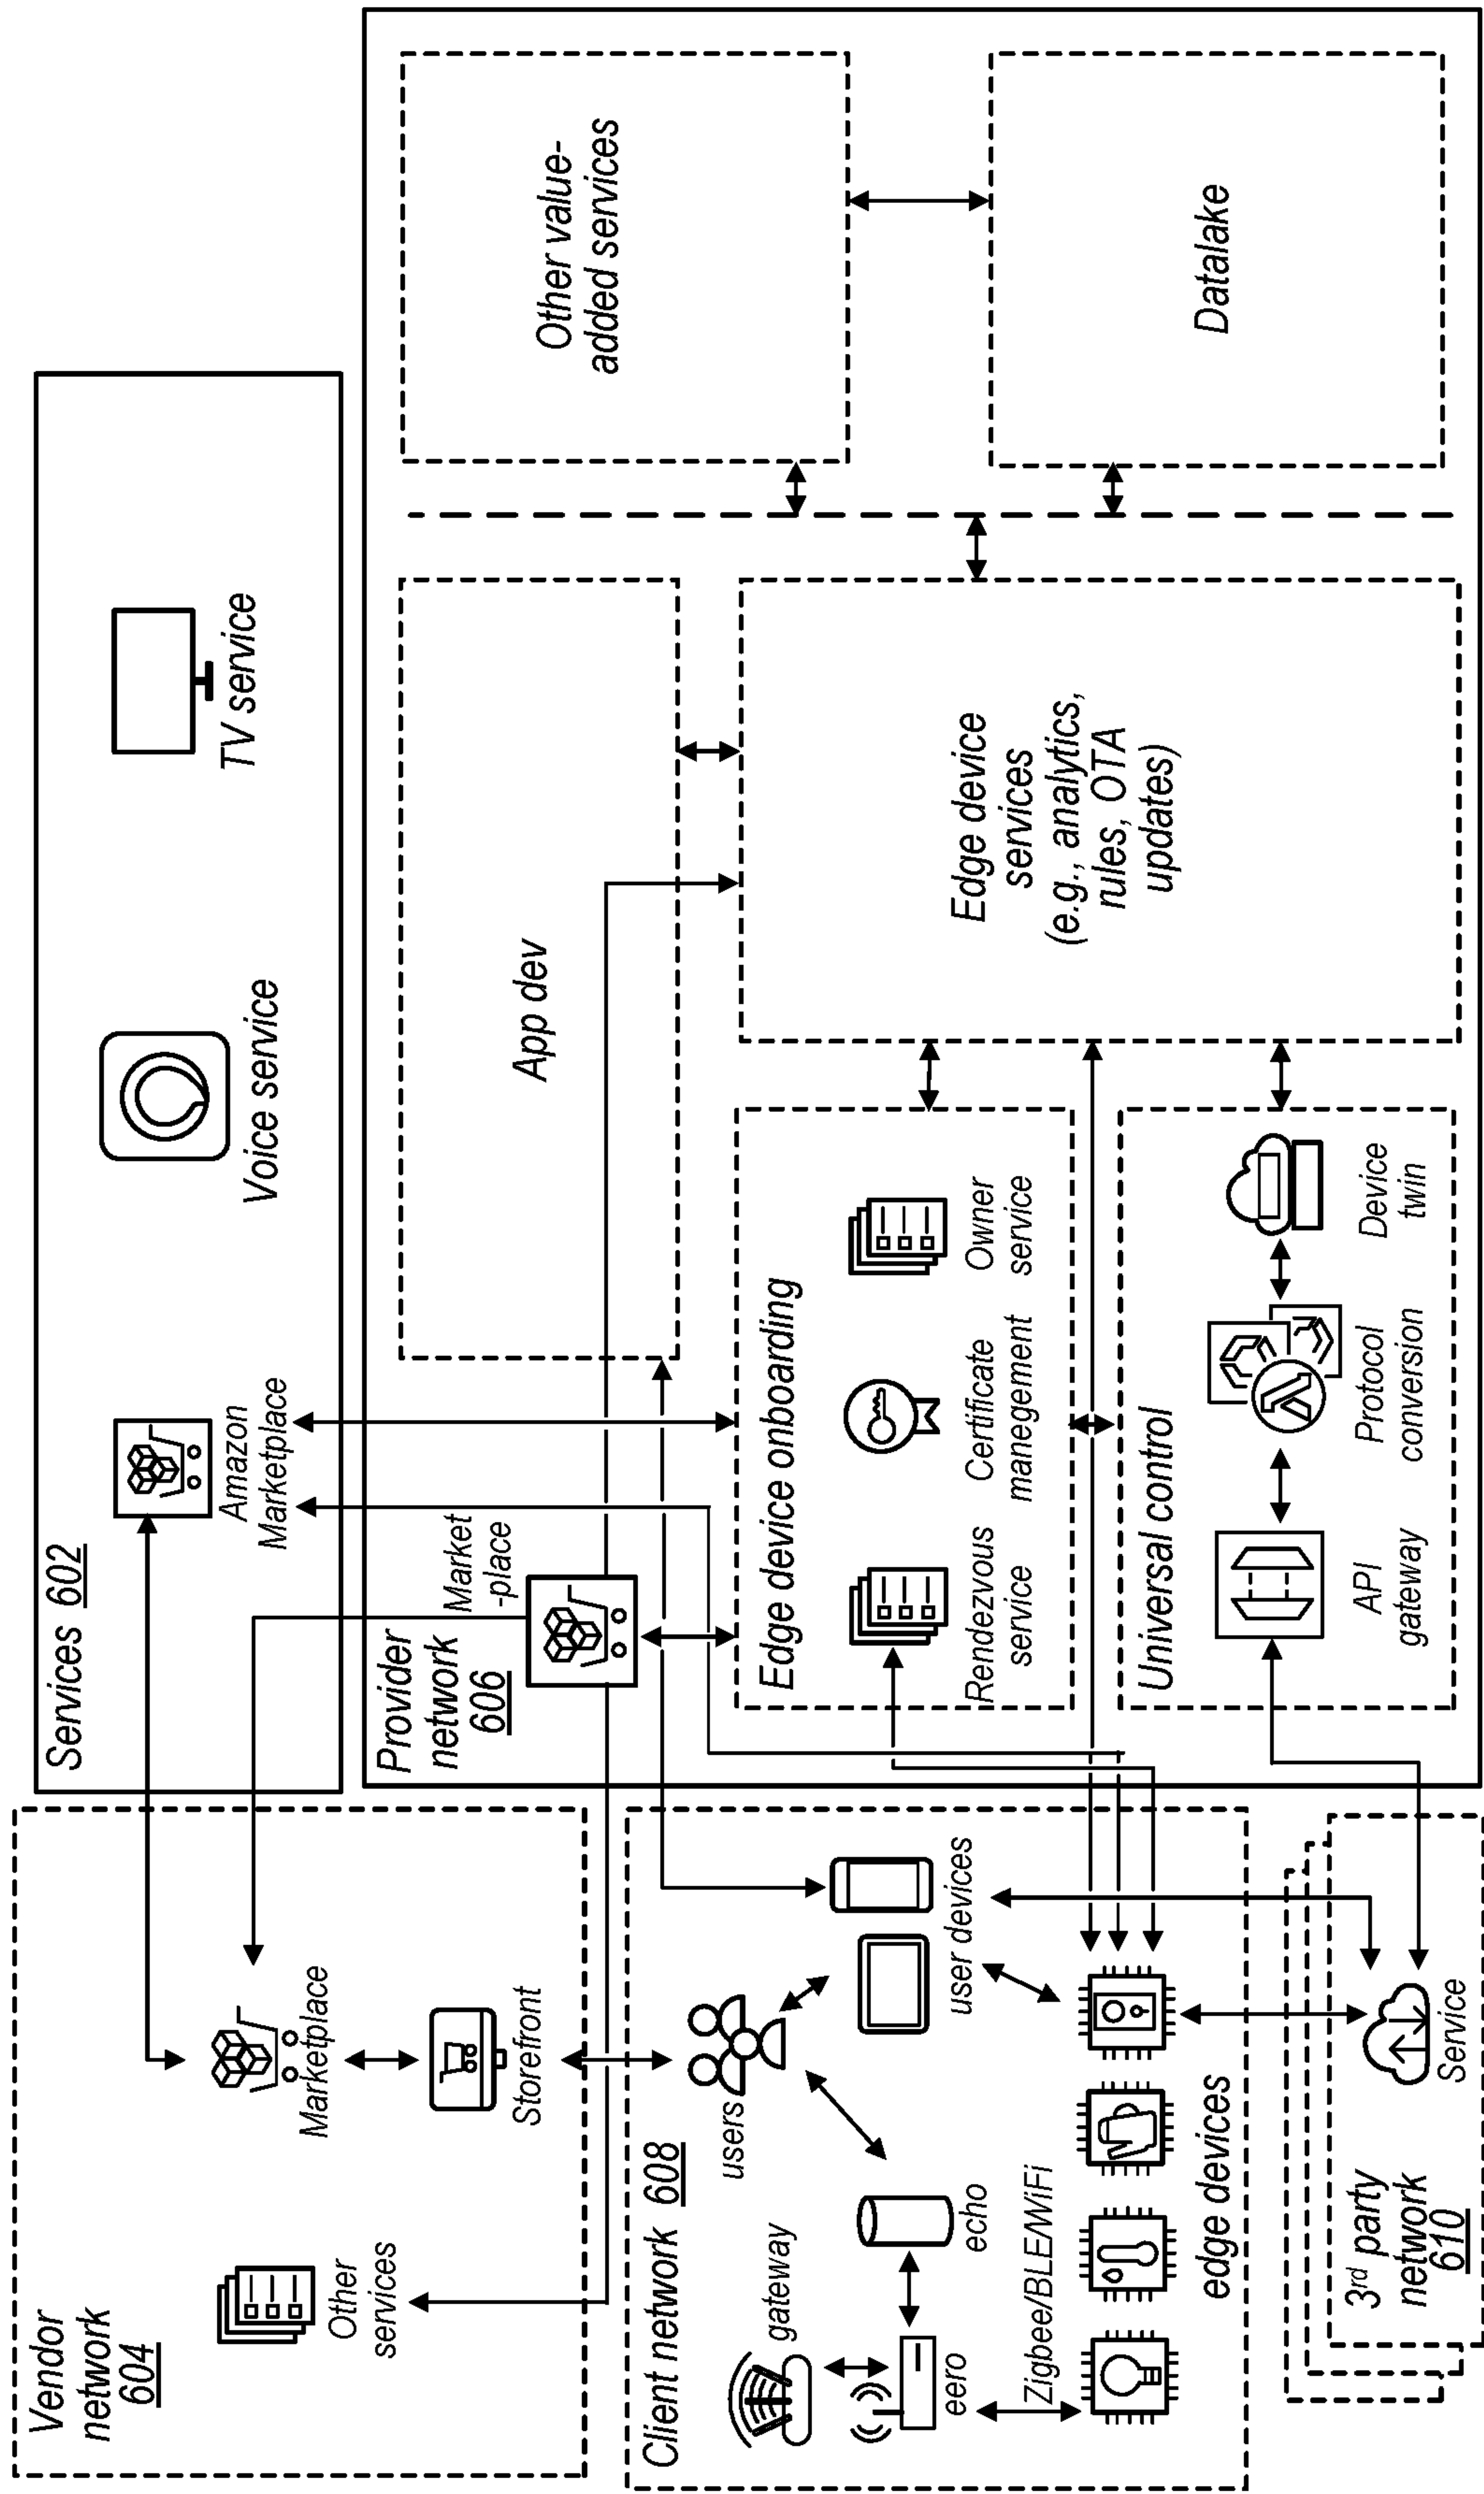 Services 602
Amazon
Marketplace
Voice service
TV service
Vendor
network
604
Other
services
Marketplace
Storefront
Provider
network
606
Market
-place
App dev
Other value-
added services
Edge device onboarding
Rendezvous
service
Certificate
manegement
Owner
service
Edge device
services
(e.g., analytics,
rules, OTA
updates)
Datalake
Universal control
API
gateway
Protocol
conversion
Device
twin
Client network 608
users
gateway
eero
echo
user devices
Zigbee/BLE/WiFi
edge devices
3rd party
network
610
Service